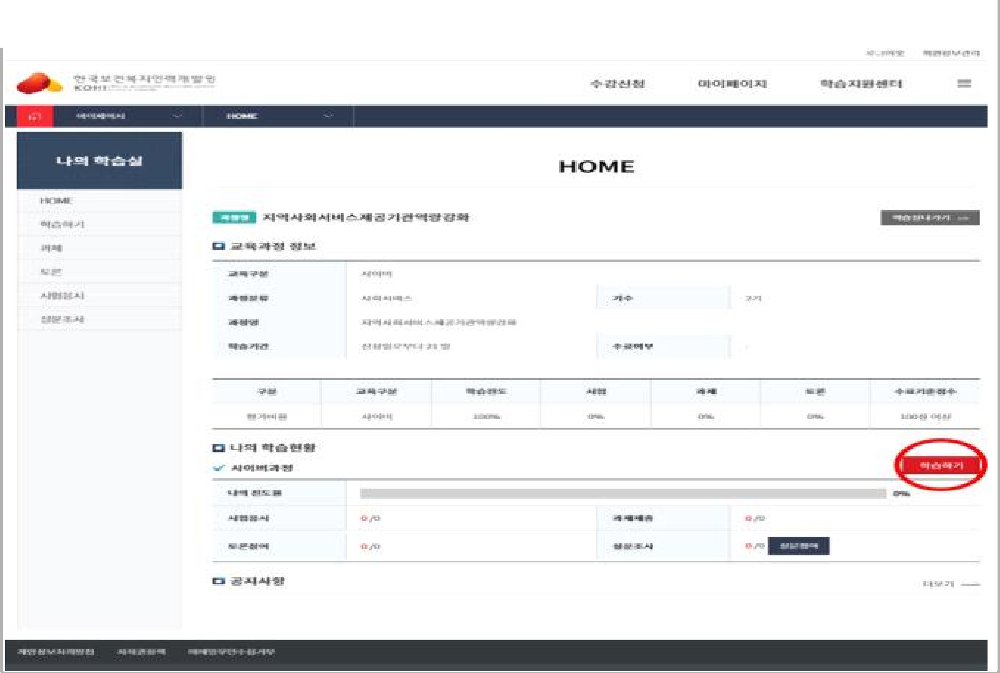 로그아웃 회원정보관리
한국보건복지인력개발원
KOHI
수강신청 마이페이지 학습지원센터
마이페이지 HOME
나의 학습실
HOME
학습하기
과제
토론
시험응시
설문조사
HOME
과정명 지역사회서비스제공기관역량강화
학습창나가기
교육과정 정보
교육구분 사이버
과정분류 사회서비스 기수 2기
과정명 지역사회서비스제공기관역량강화
학습기간 신청일로부터 21 일 수료여부 -
구분 교육구분 학습진도 시험 과제 토론 수료기준점수
평가비율 사이버 100% 0% 0% 0% 100점 이상
나의 학습현황
사이버과정 학습하기
나의 진도율 0%
시험응시 0 /0 과제제출 0 /0
토론참여 0 /0 설문조사 0 /0 설문참여
공지사항 더보기
개인정보처리방침 저작권정책 이메일무단수집거부